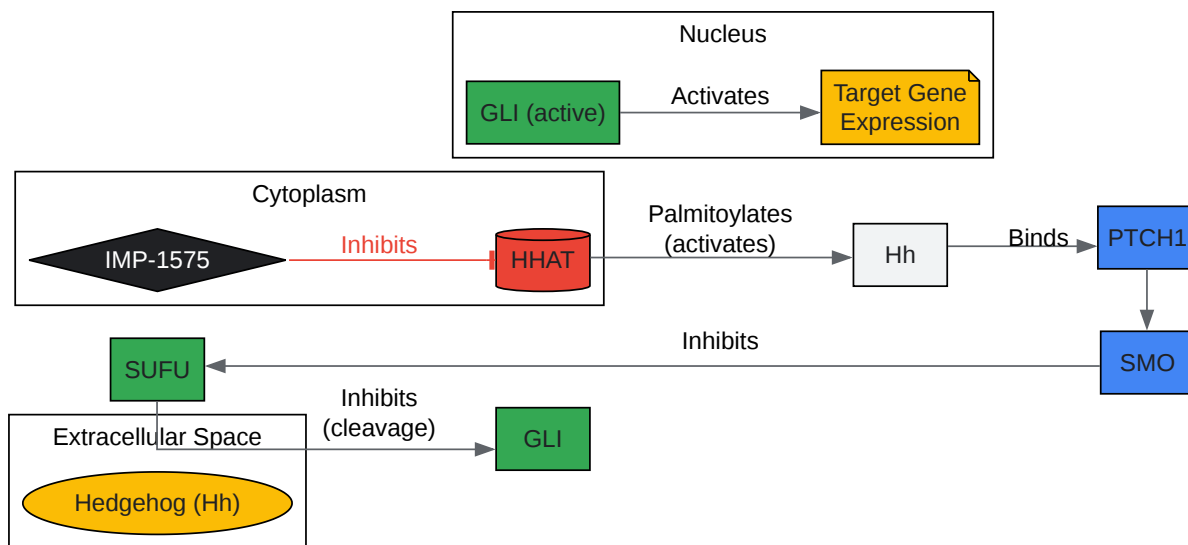 Nucleus
GLI (active)
Activates
Target Gene
Expression
Cytoplasm
IMP-1575
Inhibits
HHAT
Palmitoylates
(activates)
Hh
Binds
PTCH1
SUFU
Inhibits
SMO
Inhibits
(cleavage)
GLI
Extracellular Space
Hedgehog (Hh)